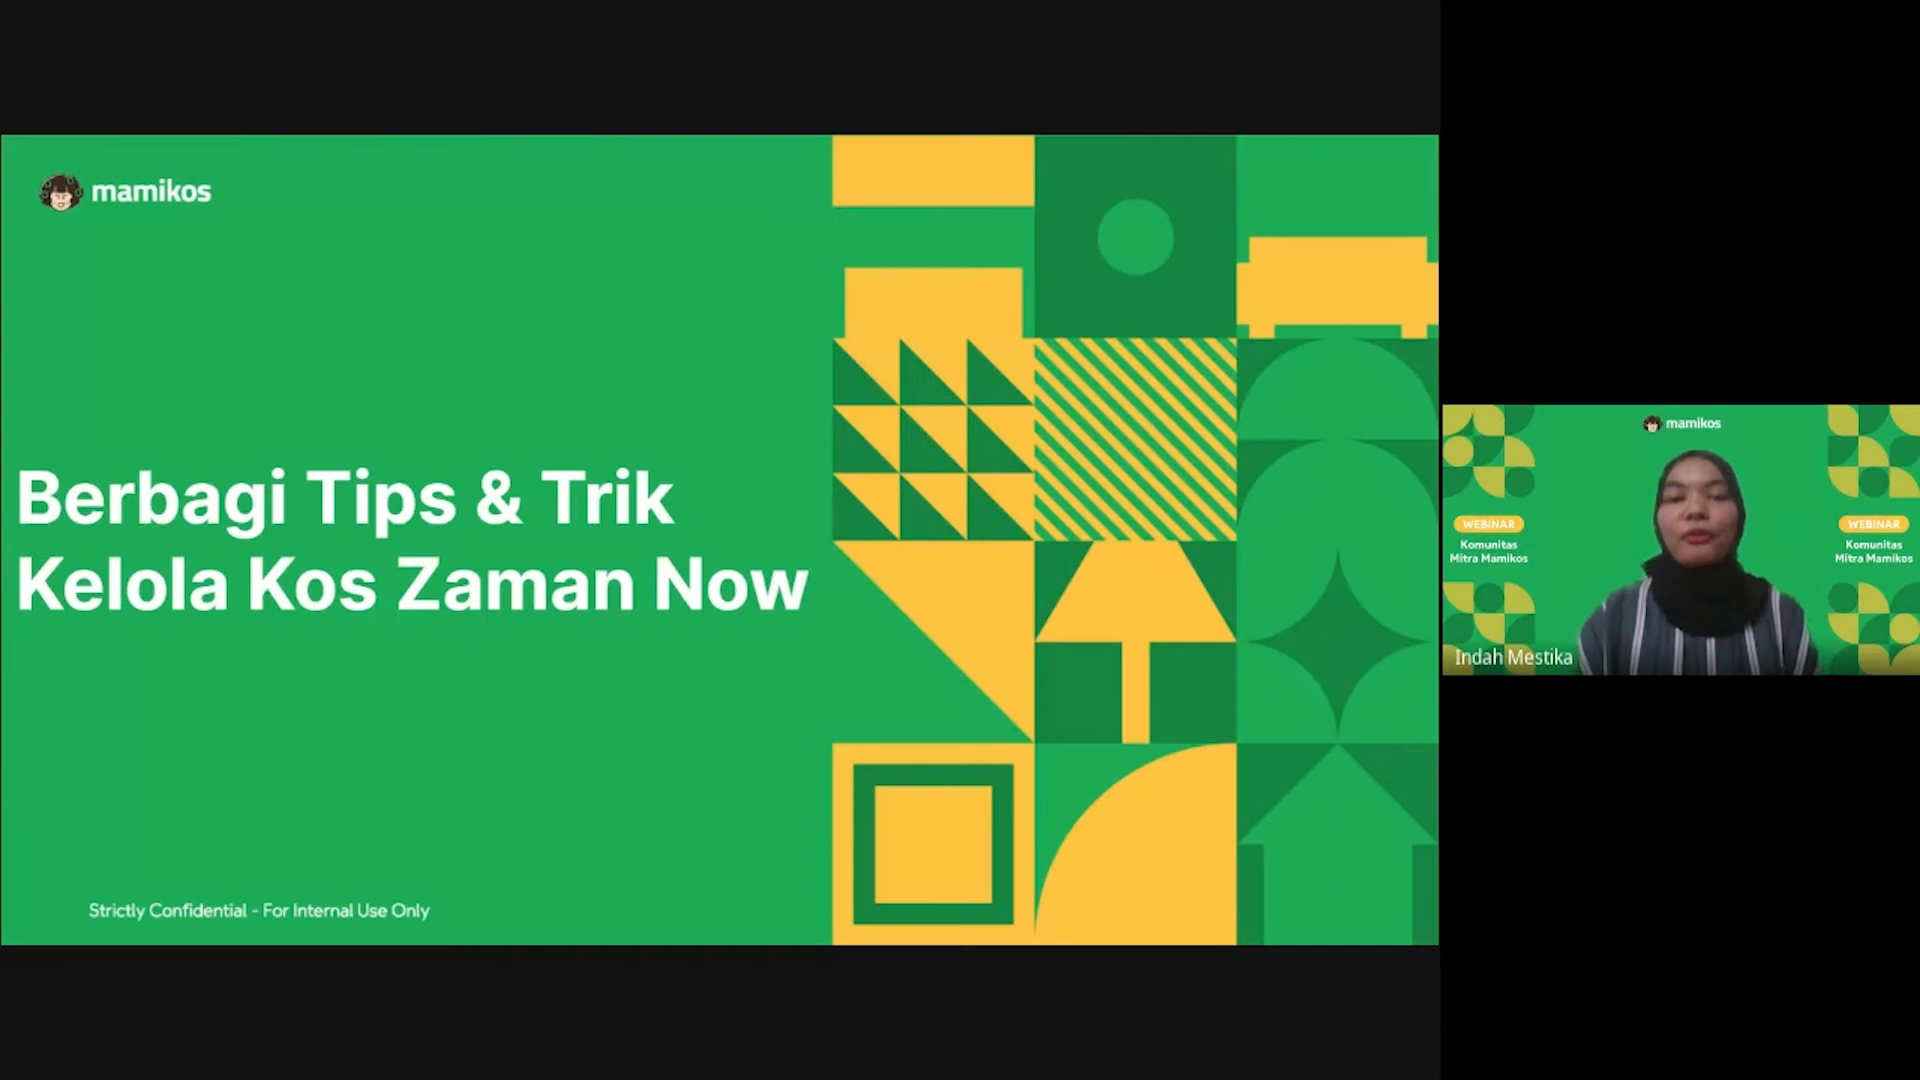 mamikos
Berbagi Tips & Trik
Kelola Kos Zaman Now
Strictly Confidential - For Internal Use Only
mamikos
WEBINAR
Komunitas
Mitra Mamikos
WEBINAR
Komunitas
Mitra Mamikos
Indah Mestika